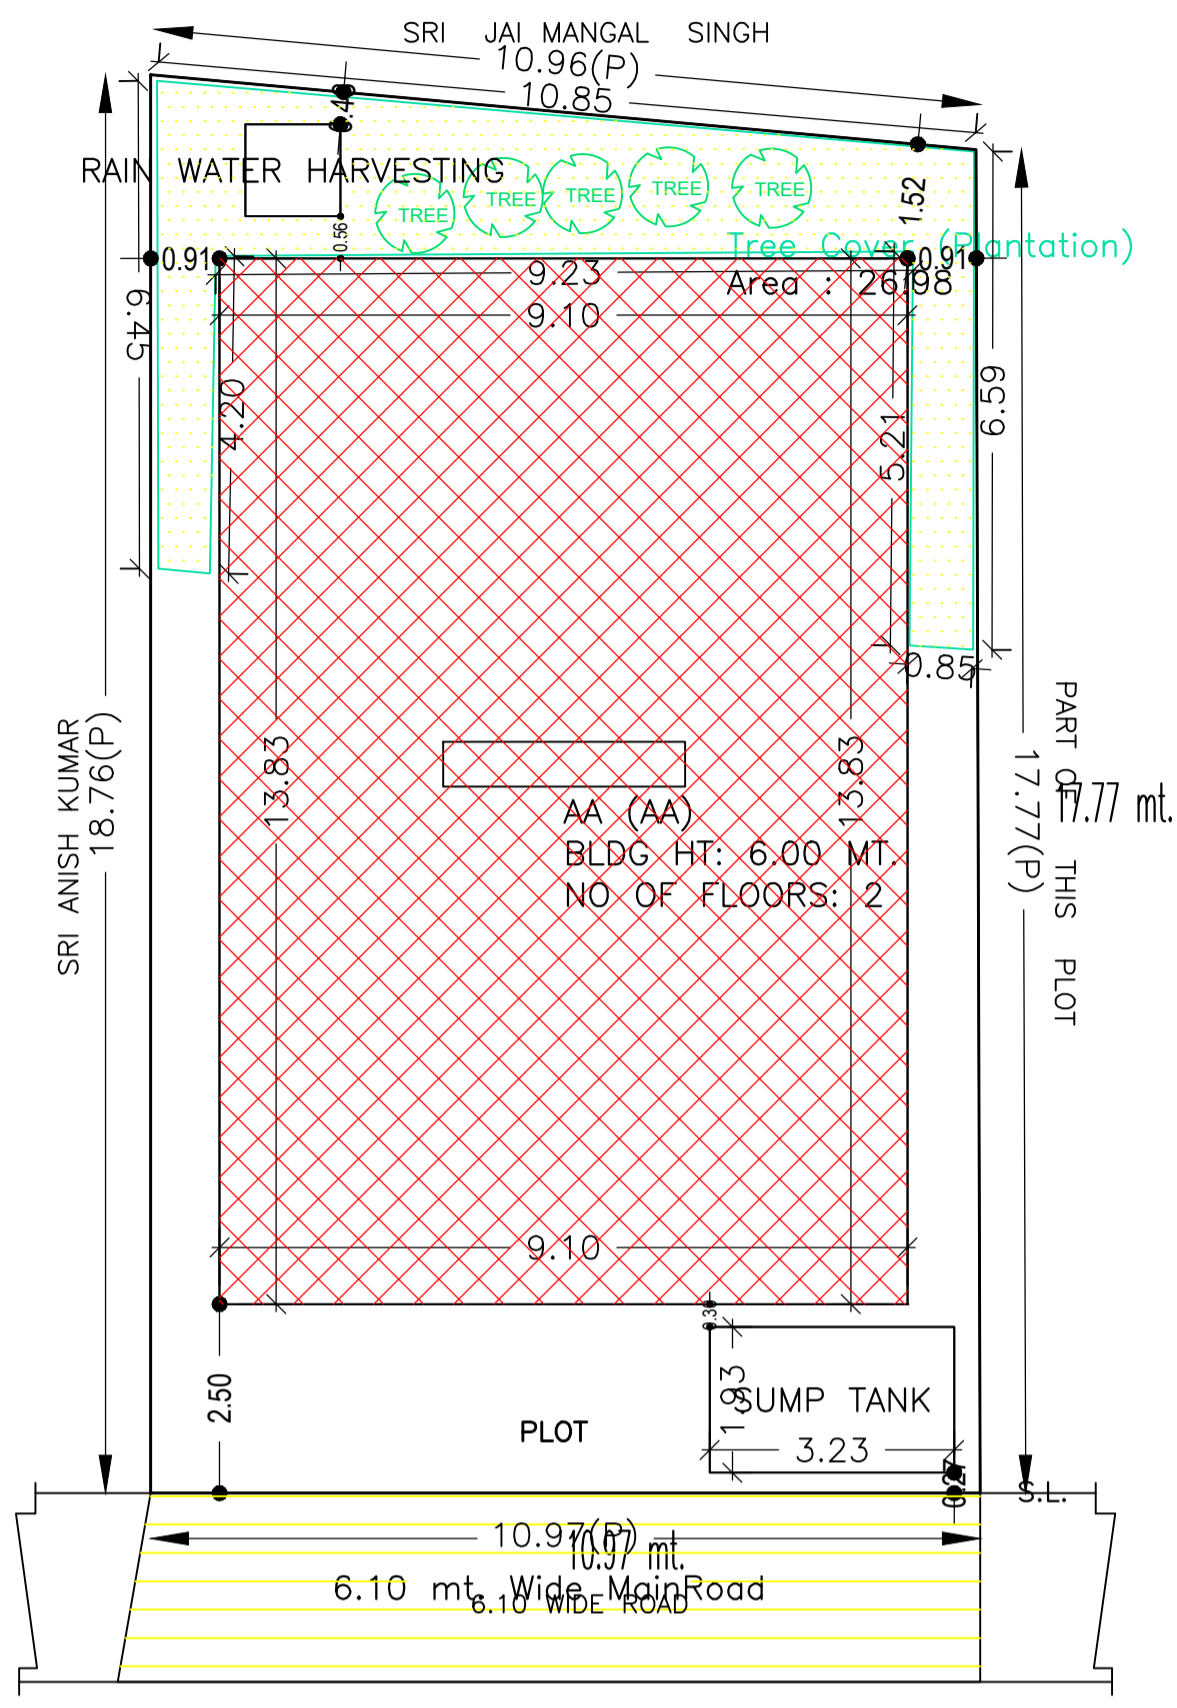 SRI JAI MANGAL SINGH
10.96(P)
10.85
RAIN WATER HARVESTING
TREE
TREE
TREE
TREE
TREE
1.52
0.56
Tree Cover (Plantation)
Area : 26.98
0.91
0.91
9.23
9.10
6.45
4.20
5.21
6.59
0.85
SRI ANISH KUMAR
18.76(P)
13.83
13.83
17.77(P)
PART OF THIS PLOT
17.77 mt.
AA (AA)
BLDG HT: 6.00 MT.
NO OF FLOORS: 2
9.10
0.30
2.50
1.93
SUMP TANK
3.23
PLOT
0.27
S.L.
10.97(P)
10.97 mt.
6.10 mt. Wide MainRoad
6.10 WIDE ROAD